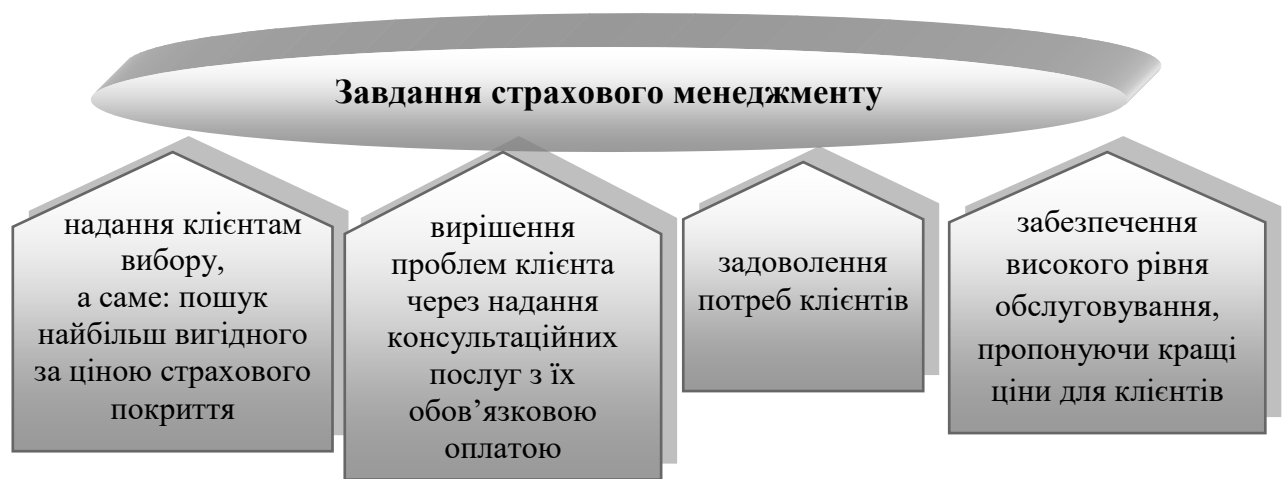 Завдання страхового менеджменту
надання клієнтам
вибору,
а саме: пошук
найбільш вигідного
за ціною страхового
покриття
вирішення
проблем клієнта
через надання
консультаційних
послуг з їх
обов’язковою
оплатою
задоволення
потреб клієнтів
забезпечення
високого рівня
обслуговування,
пропонуючи кращі
ціни для клієнтів